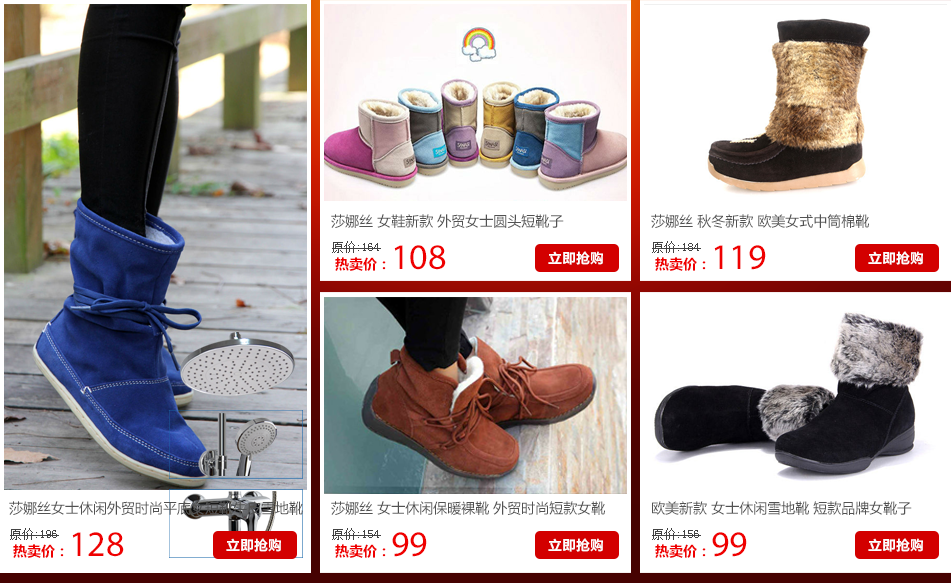 莎娜丝 女鞋新款 外贸女士圆头短靴子
原价:164
热卖价： 108
立即抢购
莎娜丝 秋冬新款 欧美女式中筒棉靴
原价:184
热卖价： 119
立即抢购
莎娜丝女士休闲外贸时尚平底
雪地靴
原价:196
热卖价： 128
立即抢购
莎娜丝 女士休闲保暖裸靴 外贸时尚短款女靴
原价:154
热卖价： 99
立即抢购
欧美新款 女士休闲雪地靴 短款品牌女靴子
原价:156
热卖价： 99
立即抢购